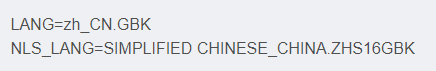 LANG=zh_CN.GBK
NLS_LANG=SIMPLIFIED CHINESE_CHINA.ZHS16GBK